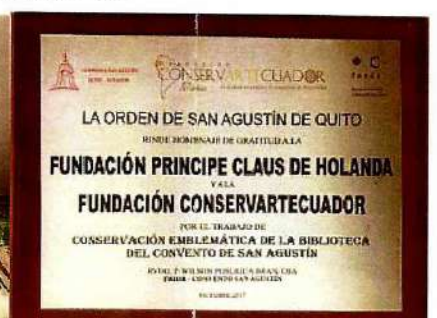 CONSERVARTECUADOR
LA ORDEN DE SAN AGUSTÍN DE QUITO
RINDE HOMENAJE DE GRATITUD A LA
FUNDACIÓN PRINCIPE CLAUS DE HOLANDA
Y A LA
FUNDACIÓN CONSERVARTECUADOR
POR EL TRABAJO DE
CONSERVACIÓN EMBLEMÁTICA DE LA BIBLIOTECA
DEL CONVENTO DE SAN AGUSTÍN
PRIOR - CONVENTO SAN AGUSTÍN